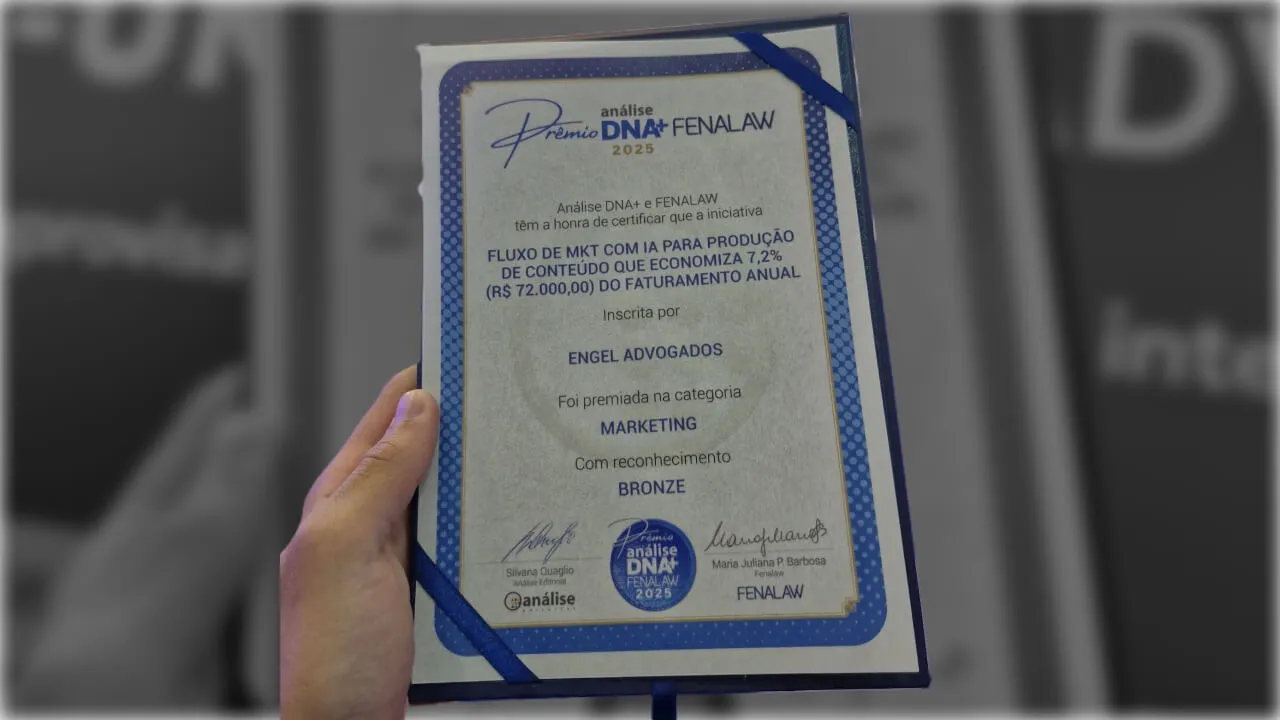 Prêmio análise DNA+ FENALAW
2025
Análise DNA+ e FENALAW
têm a honra de certificar que a iniciativa
FLUXO DE MKT COM IA PARA PRODUÇÃO
DE CONTEÚDO QUE ECONOMIZA 7,2%
(R$ 72.000,00) DO FATURAMENTO ANUAL
Inscrita por
ENGEL ADVOGADOS
Foi premiada na categoria
MARKETING
Com reconhecimento
BRONZE
Silvana Quaglio
Análise Editorial
análise
EDITORIAL
Prêmio
análise
DNA+
FENALAW
2025
Maria Juliana P. Barbosa
Fenalaw
FENALAW